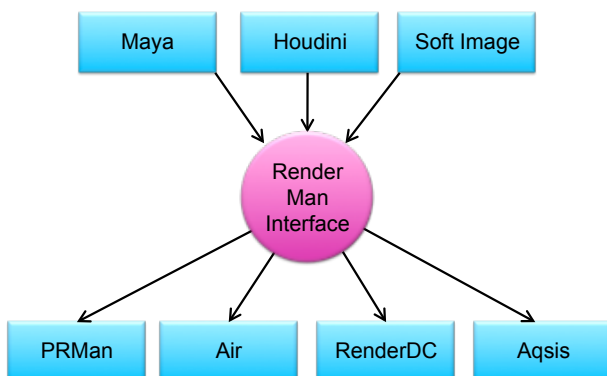 Maya
Houdini
Soft Image
Render
Man
Interface
PRMan
Air
RenderDC
Aqsis